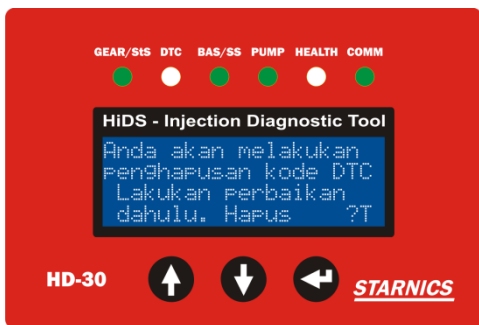 GEAR/StS DTC BAS/SS PUMP HEALTH COMM
HiDS - Injection Diagnostic Tool
Anda akan melakukan
penghapusan kode DTC
Lakukan perbaikan
dahulu. Hapus ?T
HD-30
STARNICS